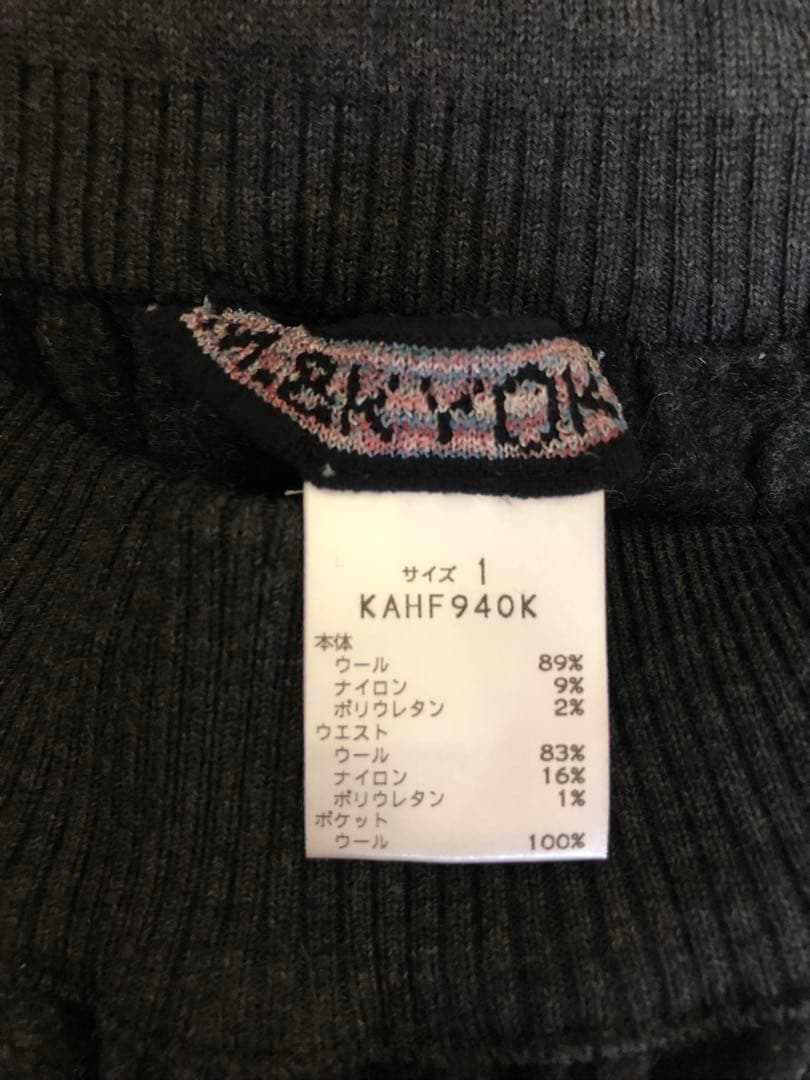 M.&KYOKO
サイズ 1
KAHF940K
本体
ウール 89%
ナイロン 9%
ポリウレタン 2%
ウエスト
ウール 83%
ナイロン 16%
ポリウレタン 1%
ポケット
ウール 100%